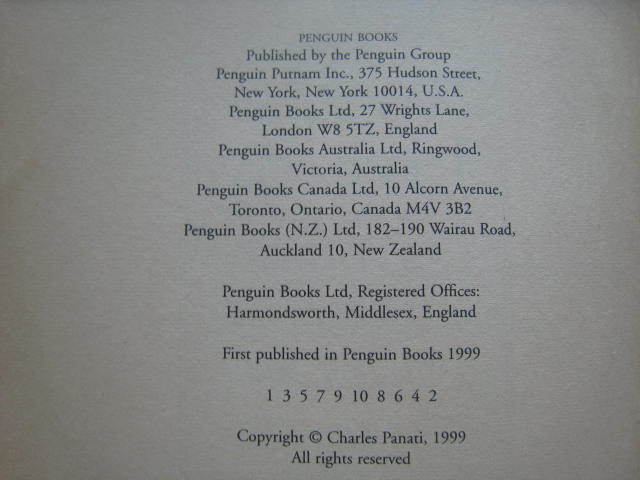 PENGUIN BOOKS
Published by the Penguin Group
Penguin Putnam Inc., 375 Hudson Street,
New York, New York 10014, U.S.A.
Penguin Books Ltd, 27 Wrights Lane,
London W8 5TZ, England
Penguin Books Australia Ltd, Ringwood,
Victoria, Australia
Penguin Books Canada Ltd, 10 Alcorn Avenue,
Toronto, Ontario, Canada M4V 3B2
Penguin Books (N.Z.) Ltd, 182–190 Wairau Road,
Auckland 10, New Zealand
Penguin Books Ltd, Registered Offices:
Harmondsworth, Middlesex, England
First published in Penguin Books 1999
1 3 5 7 9 10 8 6 4 2
Copyright © Charles Panati, 1999
All rights reserved